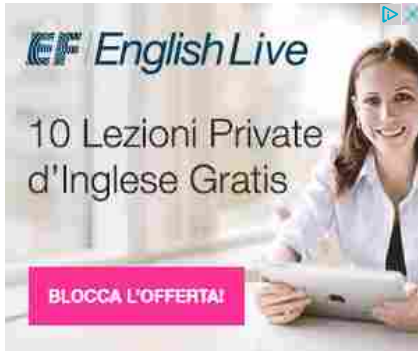 EF English Live
10 Lezioni Private
d'Inglese Gratis
BLOCCA L'OFFERTA!